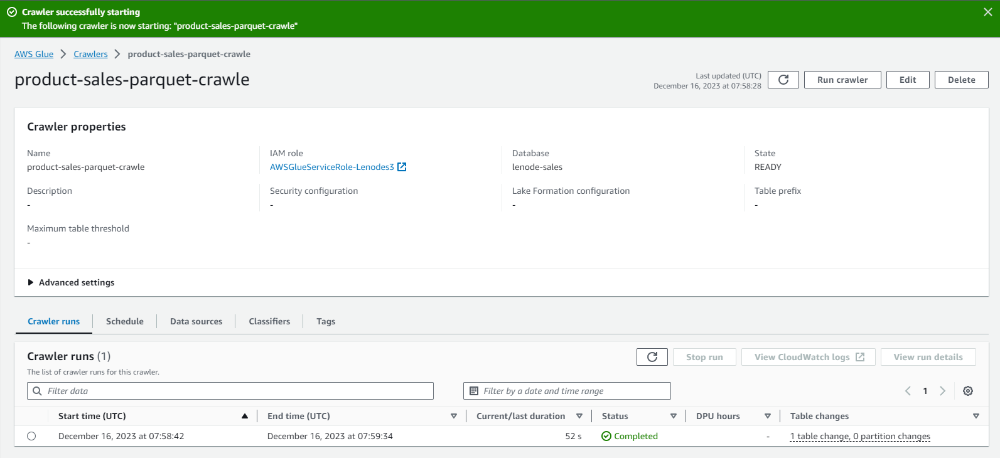 Crawler successfully starting
The following crawler is now starting: "product-sales-parquet-crawle"
AWS Glue > Crawlers > product-sales-parquet-crawle
product-sales-parquet-crawle
Last updated (UTC)
December 16, 2023 at 07:58:28
Run crawler
Edit
Delete
Crawler properties
Name
product-sales-parquet-crawle
IAM role
AWSGlueServiceRole-Lenodes3
Database
lenode-sales
State
READY
Description
-
Security configuration
-
Lake Formation configuration
-
Table prefix
-
Maximum table threshold
-
Advanced settings
Crawler runs
Schedule
Data sources
Classifiers
Tags
Crawler runs (1)
The list of crawler runs for this crawler.
Stop run
View CloudWatch logs
View run details
Filter data
Filter by a date and time range
1
Start time (UTC) End time (UTC) Current/last duration Status DPU hours Table changes
December 16, 2023 at 07:58:42 December 16, 2023 at 07:59:34 52 s Completed - 1 table change, 0 partition changes